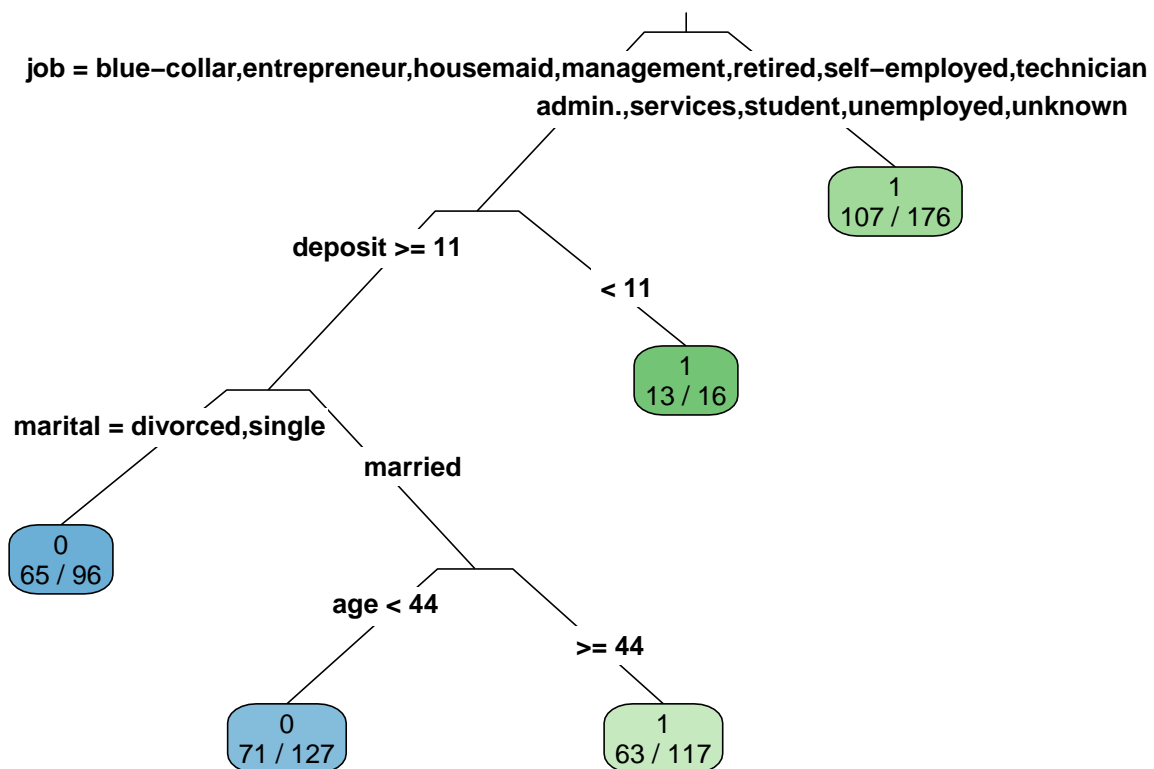 job = blue−collar,entrepreneur,housemaid,management,retired,self−employed,technician
admin.,services,student,unemployed,unknown
1
107 / 176
deposit >= 11
< 11
1
13 / 16
marital = divorced,single
married
0
65 / 96
age < 44
>= 44
0
71 / 127
1
63 / 117